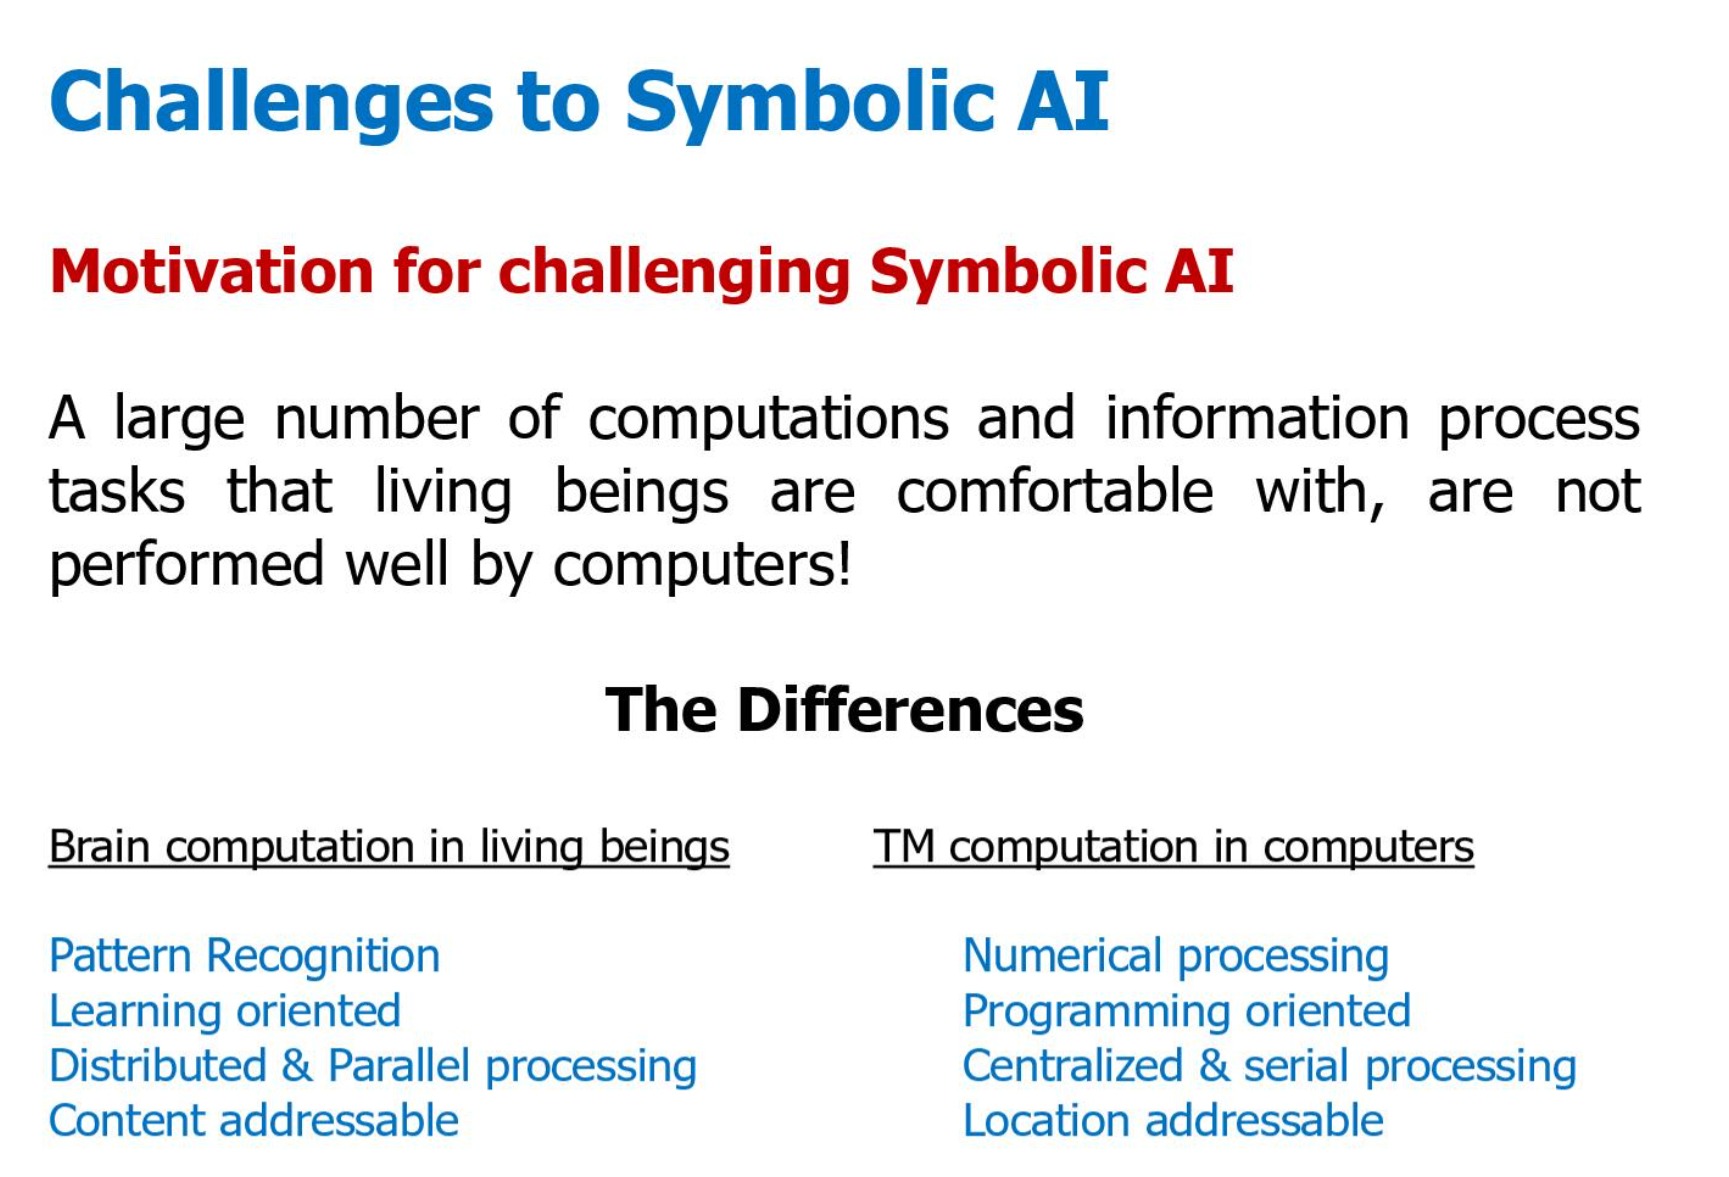 Challenges to Symbolic AI
Motivation for challenging Symbolic AI
A large number of computations and information process
tasks that living beings are comfortable with, are not
performed well by computers!
The Differences
Brain computation in living beings
TM computation in computers
Pattern Recognition
Numerical processing
Learning oriented
Programming oriented
Distributed & Parallel processing
Centralized & serial processing
Content addressable
Location addressable